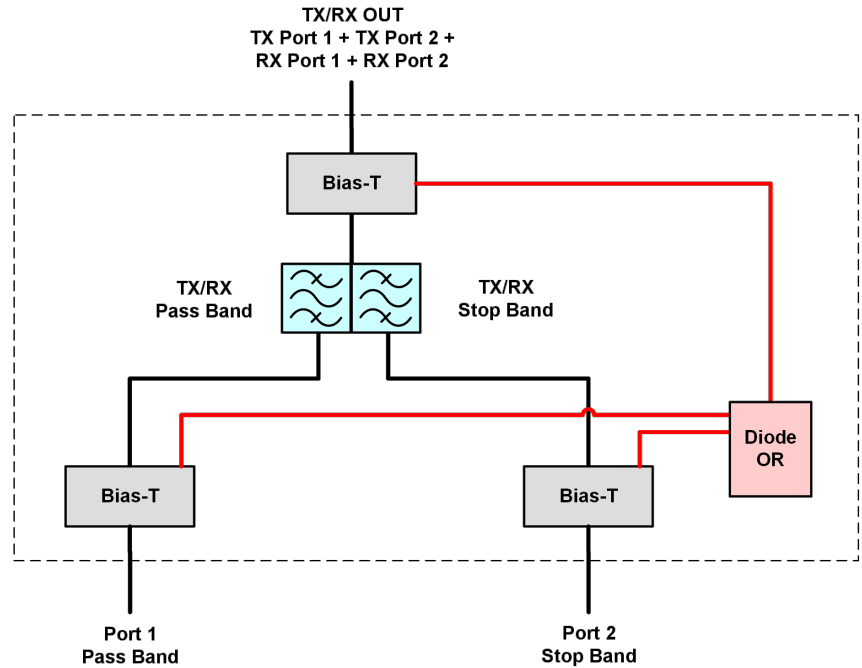 TX/RX OUT
TX Port 1 + TX Port 2 +
RX Port 1 + RX Port 2
Bias-T
TX/RX
Pass Band
TX/RX
Stop Band
Diode
OR
Bias-T
Bias-T
Port 1
Pass Band
Port 2
Stop Band